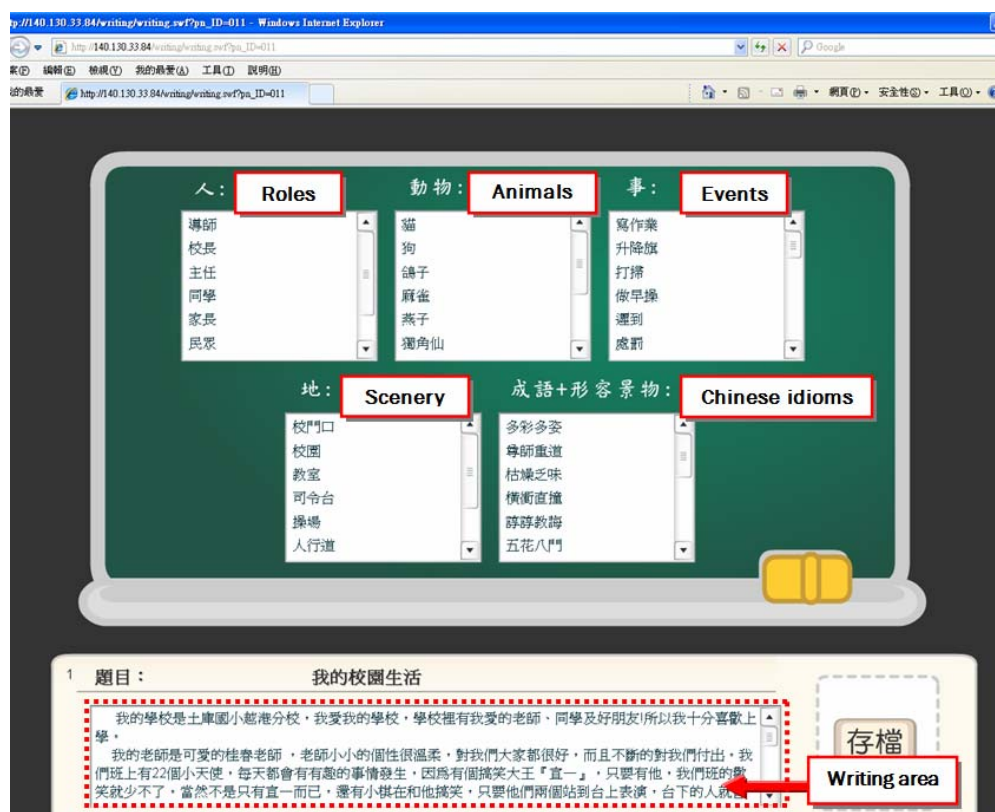 tp://140.130.33.84/writing/writing.swf?pn_ID=011 - Windows Internet Explorer
http://140.130.33.84/writing/writing.swf?pn_ID=011
Google
案(F) 編輯(E) 檢視(V) 我的最愛(A) 工具(T) 說明(H)
的最愛 http://140.130.33.84/writing/writing.swf?pn_ID=011 網頁(P) 安全性(S) 工具(O)
人: Roles 動物: Animals 事: Events
導師 貓 寫作業
校長 狗 升降旗
主任 鴿子 打掃
同學 麻雀 做早操
家長 燕子 遲到
民眾 獨角仙 處罰
地: Scenery 成語+形容景物: Chinese idioms
校門口 多彩多姿
校園 尊師重道
教室 枯燥乏味
司令台 橫衝直撞
操場 諄諄教誨
人行道 五花八門
1 題目: 我的校園生活
我的學校是土庫國小越港分校,我愛我的學校,學校裡有我愛的老師、同學及好朋友!所以我十分喜歡上
學。
我的老師是可愛的桂春老師 ,老師小小的個性很溫柔,對我們大家都很好,而且不斷的對我們付出,我
們班上有22個小天使,每天都會有有趣的事情發生,因為有個搞笑大王『宜一』,只要有他,我們班的歡
笑就少不了,當然不是只有宜一而已,還有小棋在和他搞笑,只要他們兩個站到台上表演,台下的人就會
存檔
Writing area